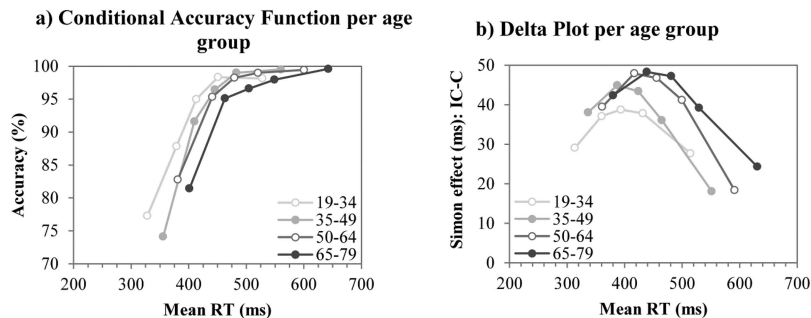 a) Conditional Accuracy Function per age
group
100
95
90
85
80
75
70
Accuracy (%)
19-34
35-49
50-64
65-79
200 300 400 500 600 700
Mean RT (ms)
b) Delta Plot per age group
50
40
30
20
10
0
Simon effect (ms): IC-C
19-34
35-49
50-64
65-79
200 300 400 500 600 700
Mean RT (ms)